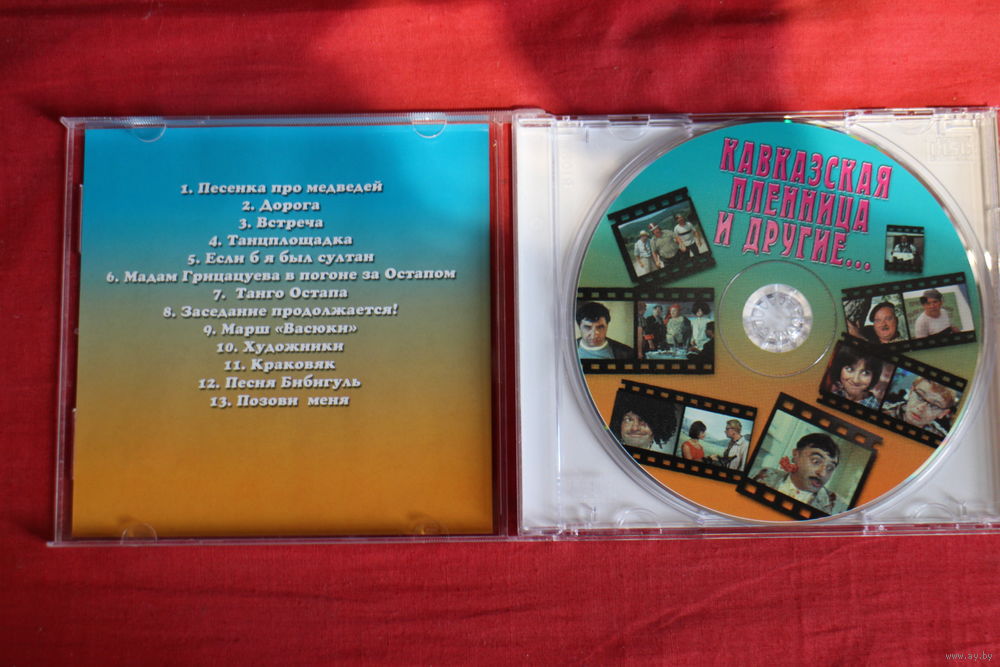 1. Песенка про медведей
2. Дорога
3. Встреча
4. Танцплощадка
5. Если б я был султан
6. Мадам Грицацуева в погоне за Остапом
7. Танго Остапа
8. Заседание продолжается!
9. Марш «Васюки»
10. Художники
11. Краковяк
12. Песня Бибигуль
13. Позови меня
КАВКАЗСКАЯ
ПЛЕННИЦА
И ДРУГИЕ...
www.ay.by